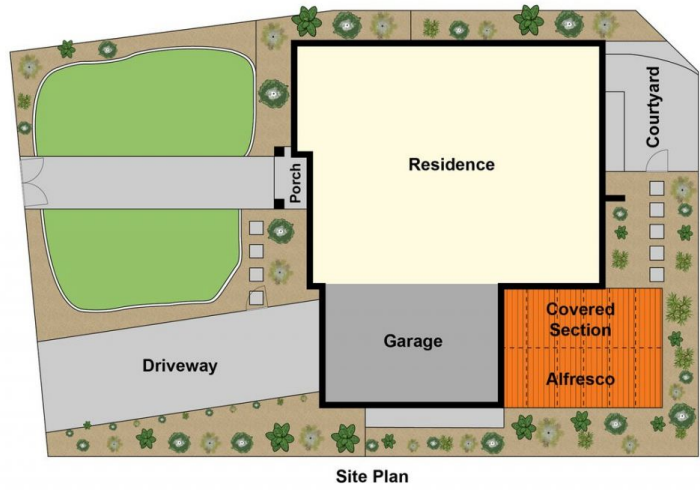 Courtyard
Residence
Porch
Covered
Section
Garage
Driveway
Alfresco
Site Plan